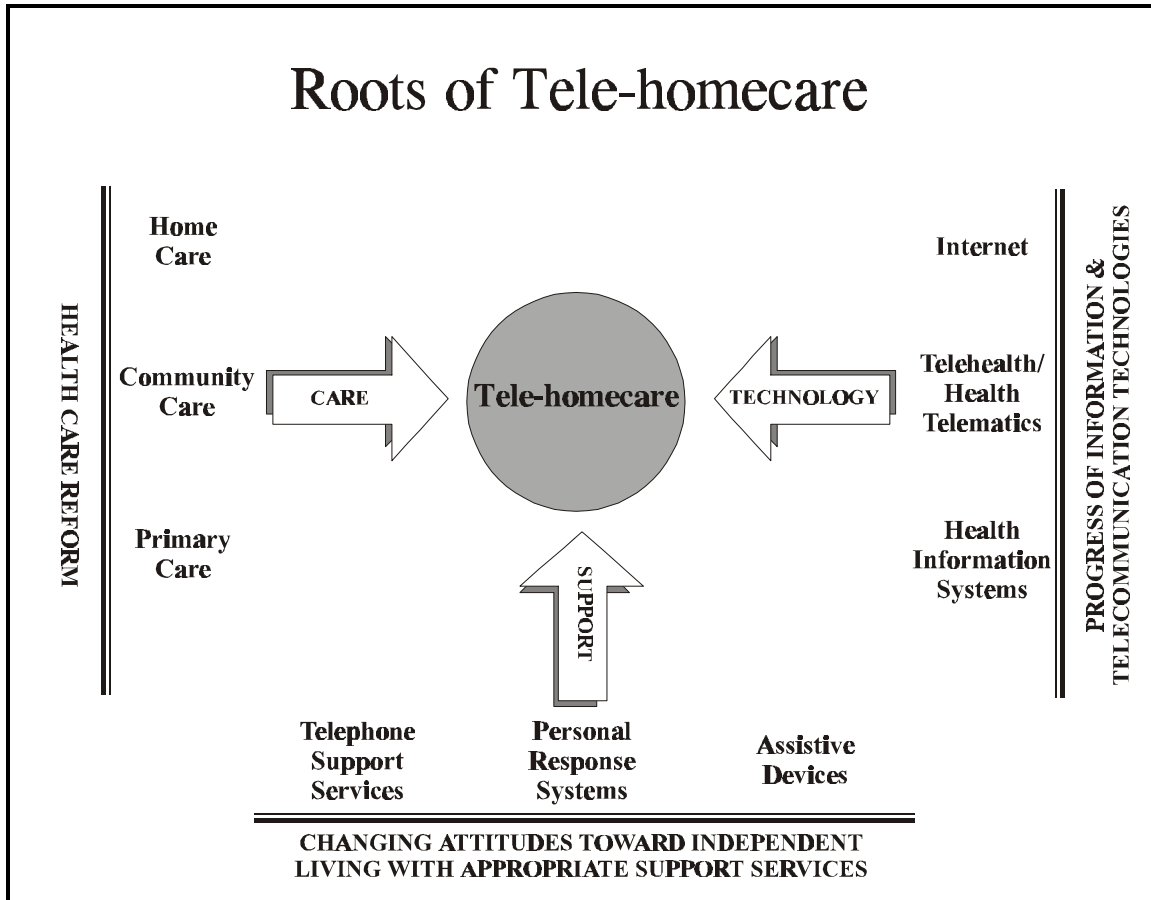 Roots of Tele-homecare
HEALTH CARE REFORM
Home
Care
Community
Care
Primary
Care
CARE
Tele-homecare
TECHNOLOGY
SUPPORT
Internet
Telehealth/
Health
Telematics
Health
Information
Systems
PROGRESS OF INFORMATION &
TELECOMMUNICATION TECHNOLOGIES
Telephone
Support
Services
Personal
Response
Systems
Assistive
Devices
CHANGING ATTITUDES TOWARD INDEPENDENT
LIVING WITH APPROPRIATE SUPPORT SERVICES